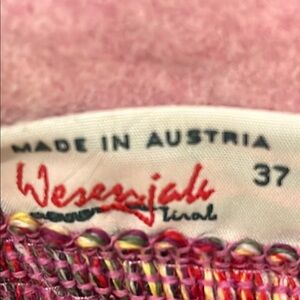 MADE IN AUSTRIA
Wesenjak 37
tirol